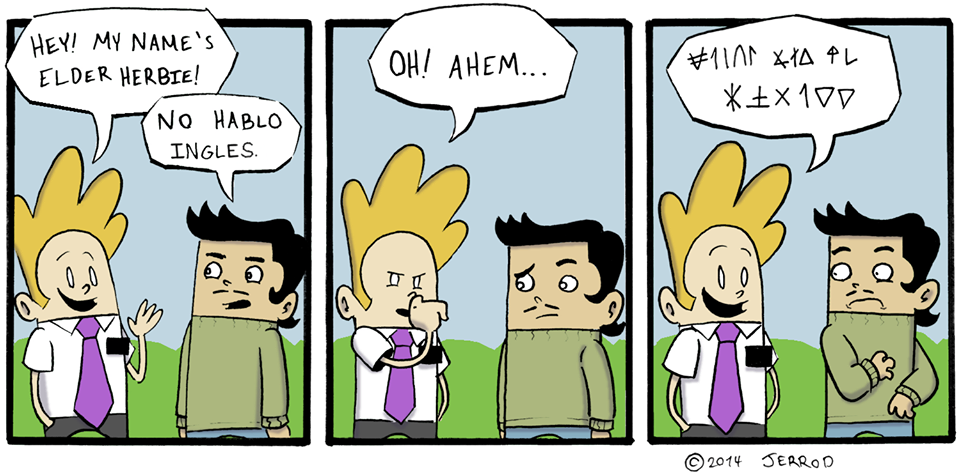 HEY! MY NAME'S
ELDER HERBIE!
NO HABLO
INGLES.
OH! AHEM...
© 2014 JERROD